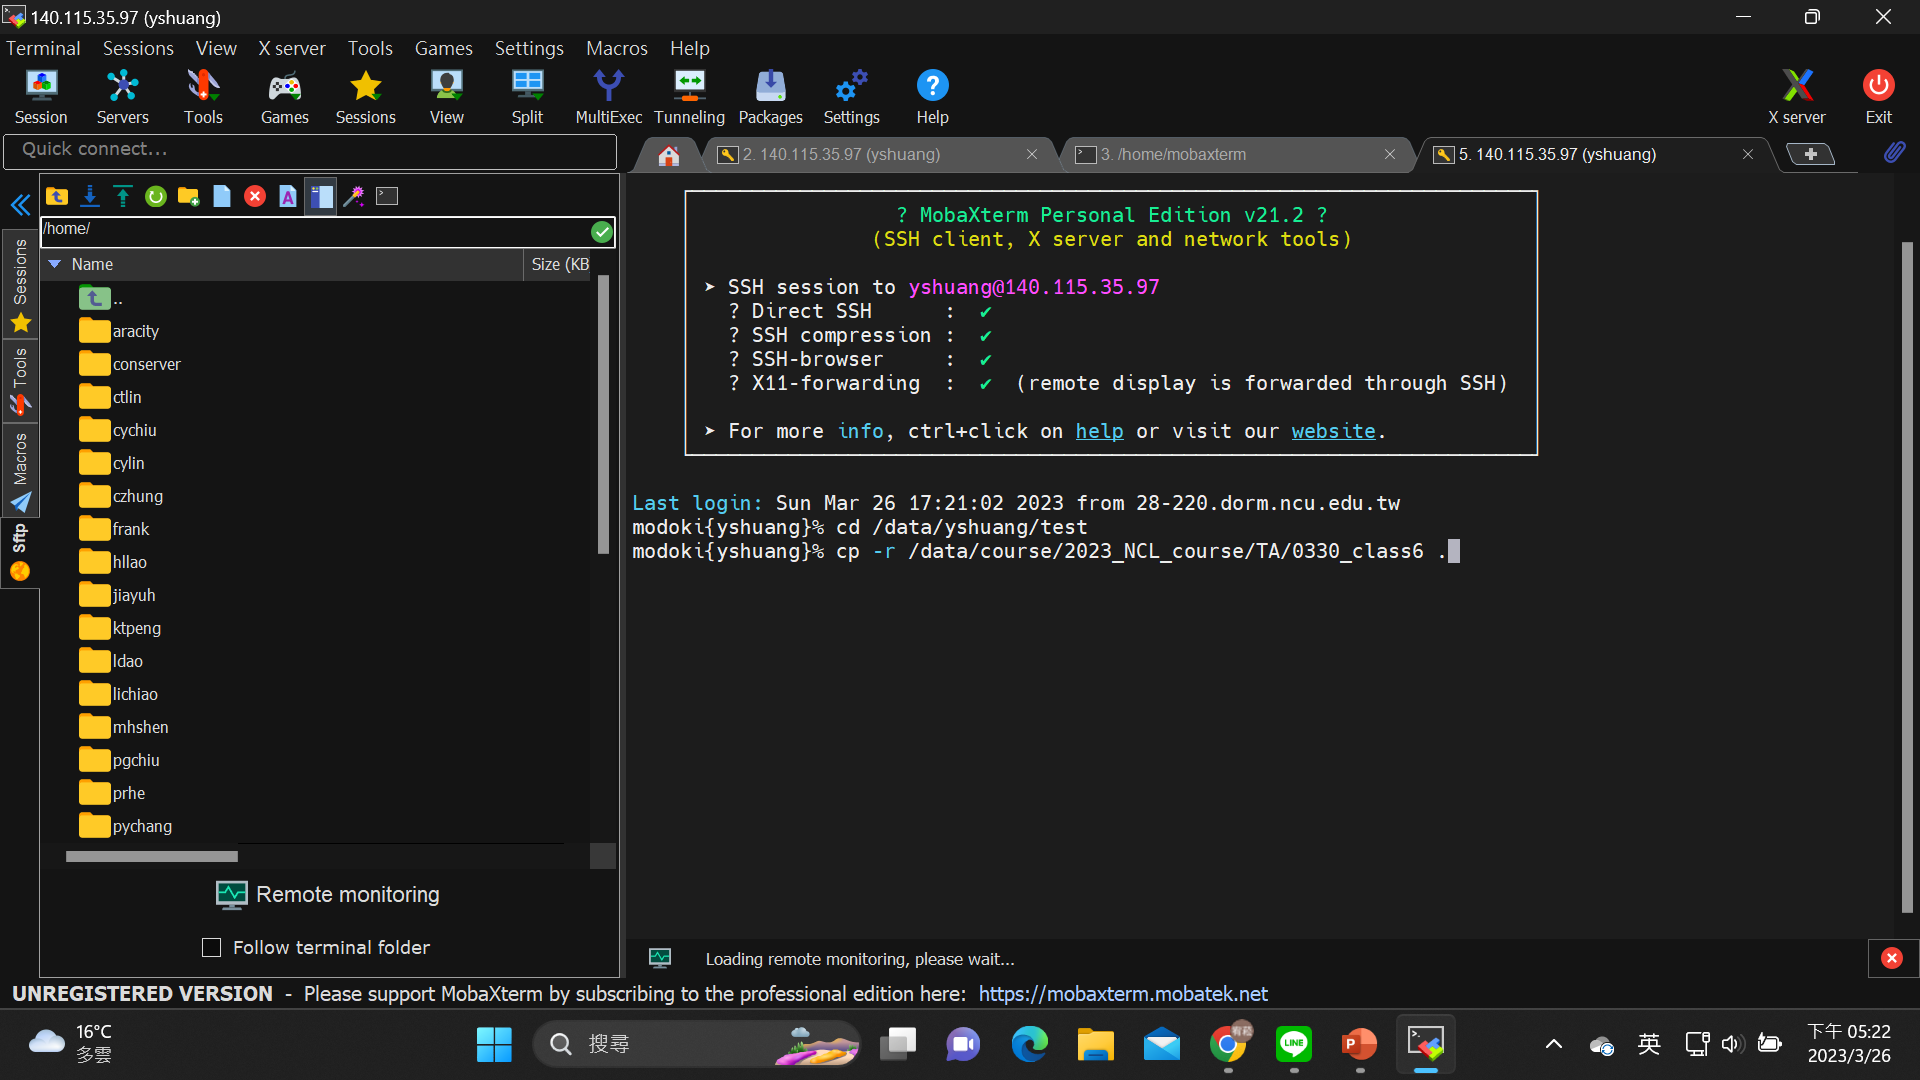 140.115.35.97 (yshuang)
Terminal Sessions View X server Tools Games Settings Macros Help
Session Servers Tools Games Sessions View Split MultiExec Tunneling Packages Settings Help X server Exit
Quick connect...
2. 140.115.35.97 (yshuang)
3. /home/mobaxterm
5. 140.115.35.97 (yshuang)
/home/
Name Size (KB
..
aracity
conserver
ctlin
cychiu
cylin
czhung
frank
hllao
jiayuh
ktpeng
ldao
lichiao
mhshen
pgchiu
prhe
pychang
Sessions
Tools
Macros
Sftp
Remote monitoring
Follow terminal folder
? MobaXterm Personal Edition v21.2 ?
(SSH client, X server and network tools)
➤ SSH session to yshuang@140.115.35.97
? Direct SSH : ✔
? SSH compression : ✔
? SSH-browser : ✔
? X11-forwarding : ✔ (remote display is forwarded through SSH)
➤ For more info, ctrl+click on help or visit our website.
Last login: Sun Mar 26 17:21:02 2023 from 28-220.dorm.ncu.edu.tw
modoki{yshuang}% cd /data/yshuang/test
modoki{yshuang}% cp -r /data/course/2023_NCL_course/TA/0330_class6 .
Loading remote monitoring, please wait...
UNREGISTERED VERSION - Please support MobaXterm by subscribing to the professional edition here: https://mobaxterm.mobatek.net
16°C
多雲
搜尋
LINE
P
英
下午 05:22
2023/3/26